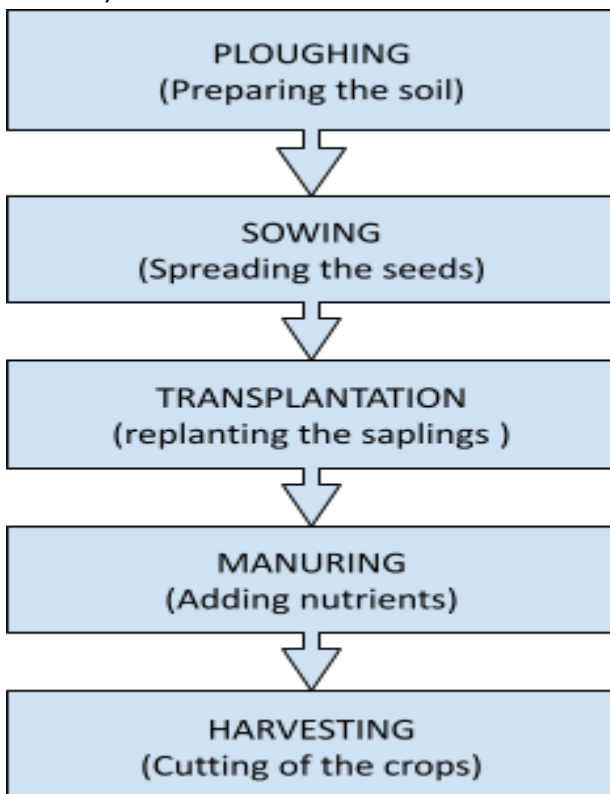 PLOUGHING
(Preparing the soil)
SOWING
(Spreading the seeds)
TRANSPLANTATION
(replanting the saplings )
MANURING
(Adding nutrients)
HARVESTING
(Cutting of the crops)